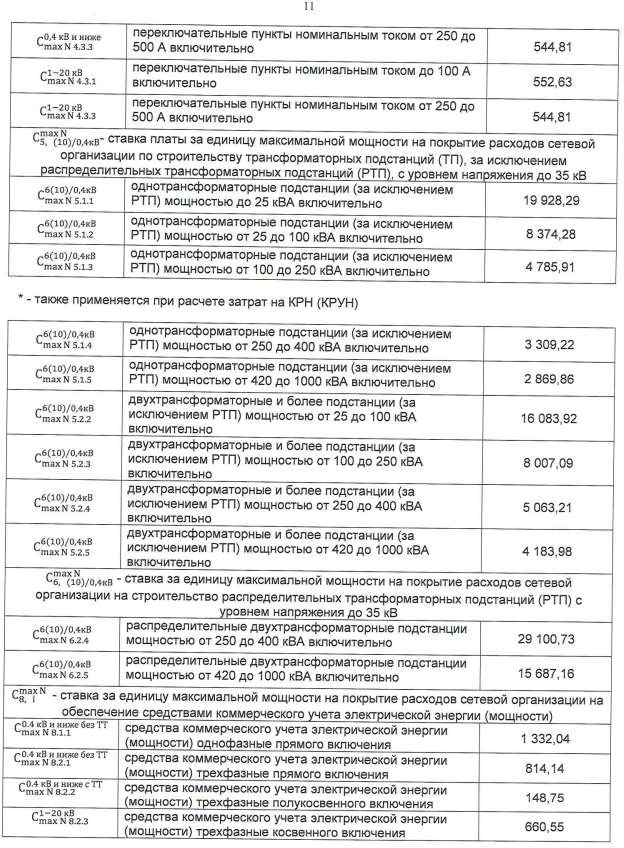 11
C 0,4 кВ и ниже max N 4.3.3 переключательные пункты номинальным током от 250 до 544,81
500 А включительно
C 1−20 кВ max N 4.3.1 переключательные пункты номинальным током до 100 А 552,63
включительно
C 1−20 кВ max N 4.3.3 переключательные пункты номинальным током от 250 до 544,81
500 А включительно
C max N 5, (10)/0,4кВ - ставка платы за единицу максимальной мощности на покрытие расходов сетевой
организации по строительству трансформаторных подстанций (ТП), за исключением
распределительных трансформаторных подстанций (РТП), с уровнем напряжения до 35 кВ
C 6(10)/0,4кВ max N 5.1.1 однотрансформаторные подстанции (за исключением 19 928,29
РТП) мощностью до 25 кВА включительно
C 6(10)/0,4кВ max N 5.1.2 однотрансформаторные подстанции (за исключением 8 374,28
РТП) мощностью от 25 до 100 кВА включительно
C 6(10)/0,4кВ max N 5.1.3 однотрансформаторные подстанции (за исключением 4 785,91
РТП) мощностью от 100 до 250 кВА включительно
* - также применяется при расчете затрат на КРН (КРУН)
C 6(10)/0,4кВ max N 5.1.4 однотрансформаторные подстанции (за исключением 3 309,22
РТП) мощностью от 250 до 400 кВА включительно
C 6(10)/0,4кВ max N 5.1.5 однотрансформаторные подстанции (за исключением 2 869,86
РТП) мощностью от 420 до 1000 кВА включительно
C 6(10)/0,4кВ max N 5.2.2 двухтрансформаторные и более подстанции (за 16 083,92
исключением РТП) мощностью от 25 до 100 кВА
включительно
C 6(10)/0,4кВ max N 5.2.3 двухтрансформаторные и более подстанции (за 8 007,09
исключением РТП) мощностью от 100 до 250 кВА
включительно
C 6(10)/0,4кВ max N 5.2.4 двухтрансформаторные и более подстанции (за 5 063,21
исключением РТП) мощностью от 250 до 400 кВА
включительно
C 6(10)/0,4кВ max N 5.2.5 двухтрансформаторные и более подстанции (за 4 183,98
исключением РТП) мощностью от 420 до 1000 кВА
включительно
C max N 6, (10)/0,4кВ - ставка за единицу максимальной мощности на покрытие расходов сетевой
организации на строительство распределительных трансформаторных подстанций (РТП) с
уровнем напряжения до 35 кВ
C 6(10)/0,4кВ max N 6.2.4 распределительные двухтрансформаторные подстанции 29 100,73
мощностью от 250 до 400 кВА включительно
C 6(10)/0,4кВ max N 6.2.5 распределительные двухтрансформаторные подстанции 15 687,16
мощностью от 420 до 1000 кВА включительно
C max N 8, i - ставка за единицу максимальной мощности на покрытие расходов сетевой организации на
обеспечение средствами коммерческого учета электрической энергии (мощности)
C 0.4 кВ и ниже без ТТ max N 8.1.1 средства коммерческого учета электрической энергии 1 332,04
(мощности) однофазные прямого включения
C 0.4 кВ и ниже без ТТ max N 8.2.1 средства коммерческого учета электрической энергии 814,14
(мощности) трехфазные прямого включения
C 0.4 кВ и ниже с ТТ max N 8.2.2 средства коммерческого учета электрической энергии 148,75
(мощности) трехфазные полукосвенного включения
C 1−20 кВ max N 8.2.3 средства коммерческого учета электрической энергии 660,55
(мощности) трехфазные косвенного включения